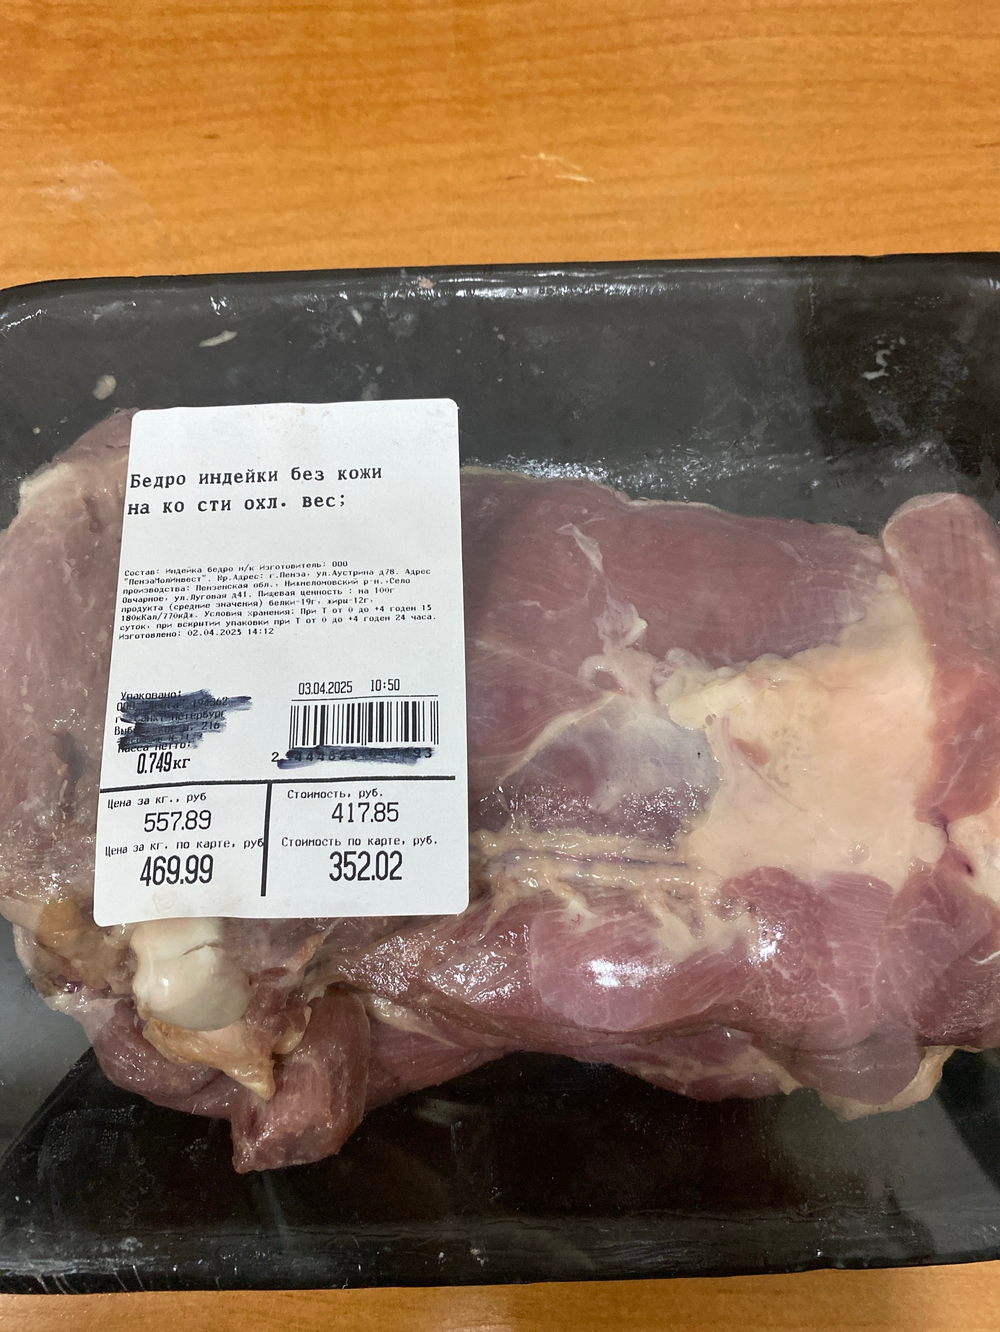 Бедро индейки без кожи
на ко сти охл. вес;
Состав: индейка бедро н/к Изготовитель: ООО
"ПензаМолИнвест". Юр.Адрес: г.Пенза, ул.Аустрина д78. Адрес
производства: Пензенская обл., Нижнеломовский р-н.,Село
Овчарное, ул.Луговая д41. Пищевая ценность : на 100г
продукта (средние значения) белки-19г, жиры-12г,
180кКал/770кДж. Условия хранения: При Т от 0 до +4 годен 15
суток, при вскрытии упаковки при Т от 0 до +4 годен 24 часа.
Изготовлено: 02.04.2025 14:12
Упаковано:
03.04.2025 10:50
Масса нетто:
0.749кг
Цена за кг., руб
557.89
Стоимость, руб.
417.85
Цена за кг. по карте, руб
469.99
Стоимость по карте, руб.
352.02